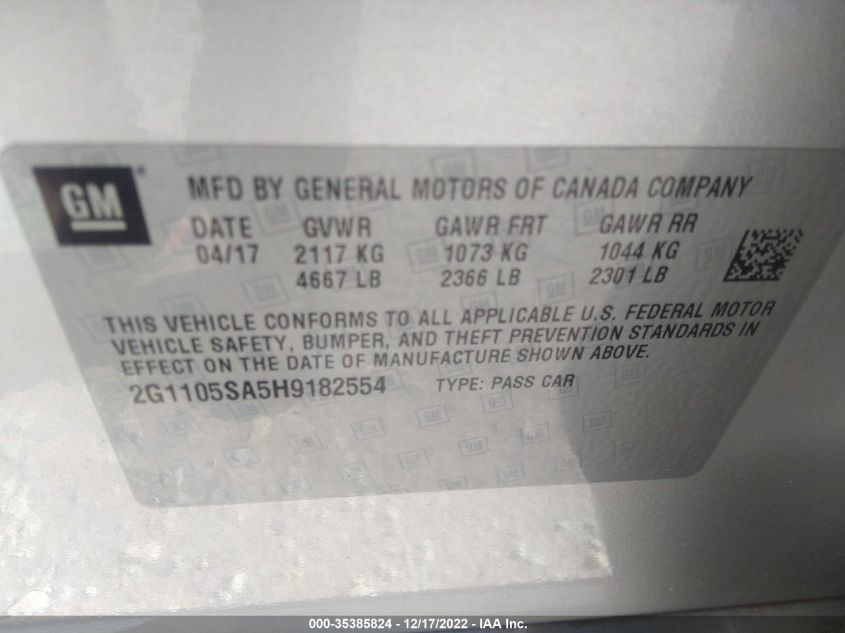 GM
MFD BY GENERAL MOTORS OF CANADA COMPANY
DATE GVWR GAWR FRT GAWR RR
04/17 2117 KG 1073 KG 1044 KG
4667 LB 2366 LB 2301 LB
THIS VEHICLE CONFORMS TO ALL APPLICABLE U.S. FEDERAL MOTOR
VEHICLE SAFETY, BUMPER, AND THEFT PREVENTION STANDARDS IN
EFFECT ON THE DATE OF MANUFACTURE SHOWN ABOVE.
2G1105SA5H9182554 TYPE: PASS CAR
000-35385824 - 12/17/2022 - IAA Inc.